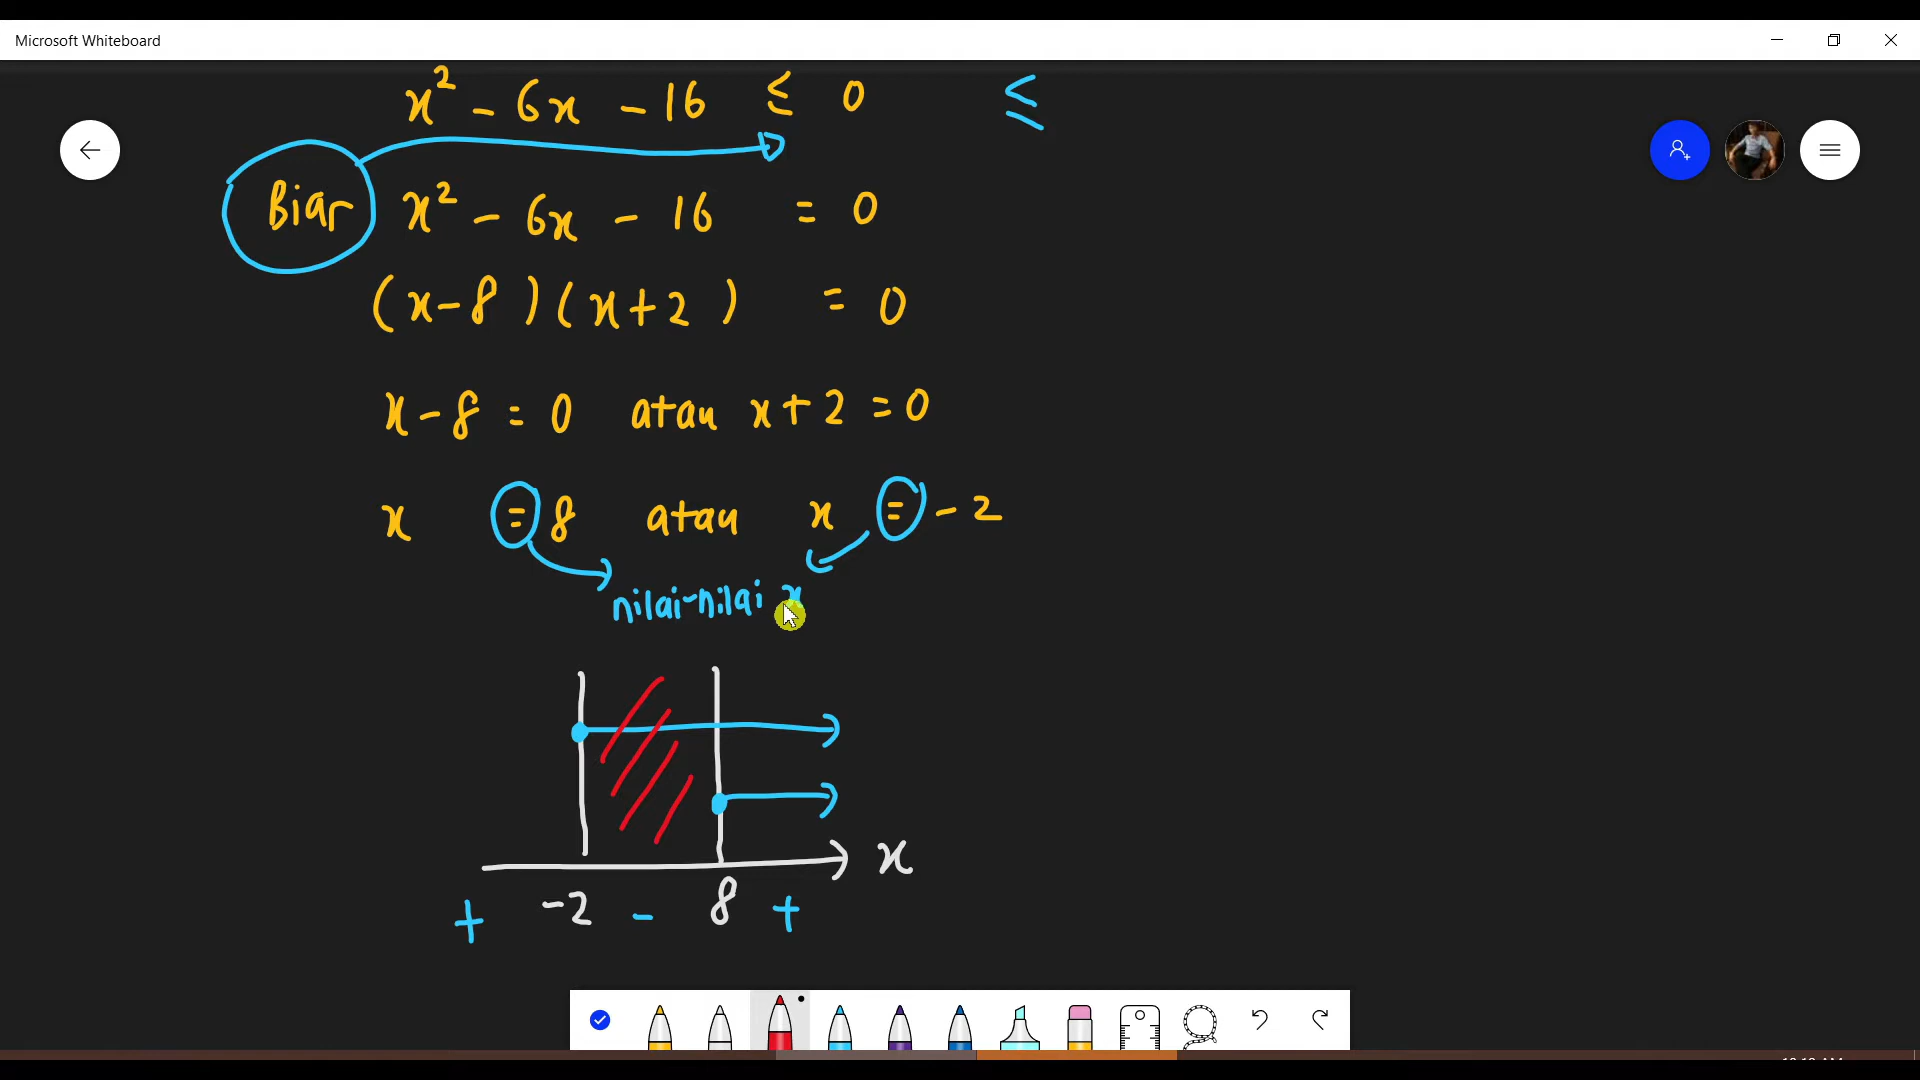 Microsoft Whiteboard
x² - 6x - 16 ≤ 0 ≤
Biar x² - 6x - 16 = 0
(x-8)(x+2) = 0
x-8 = 0 atau x+2 = 0
x = 8 atau x = -2
nilai-nilai x
x
+ -2 - 8 +